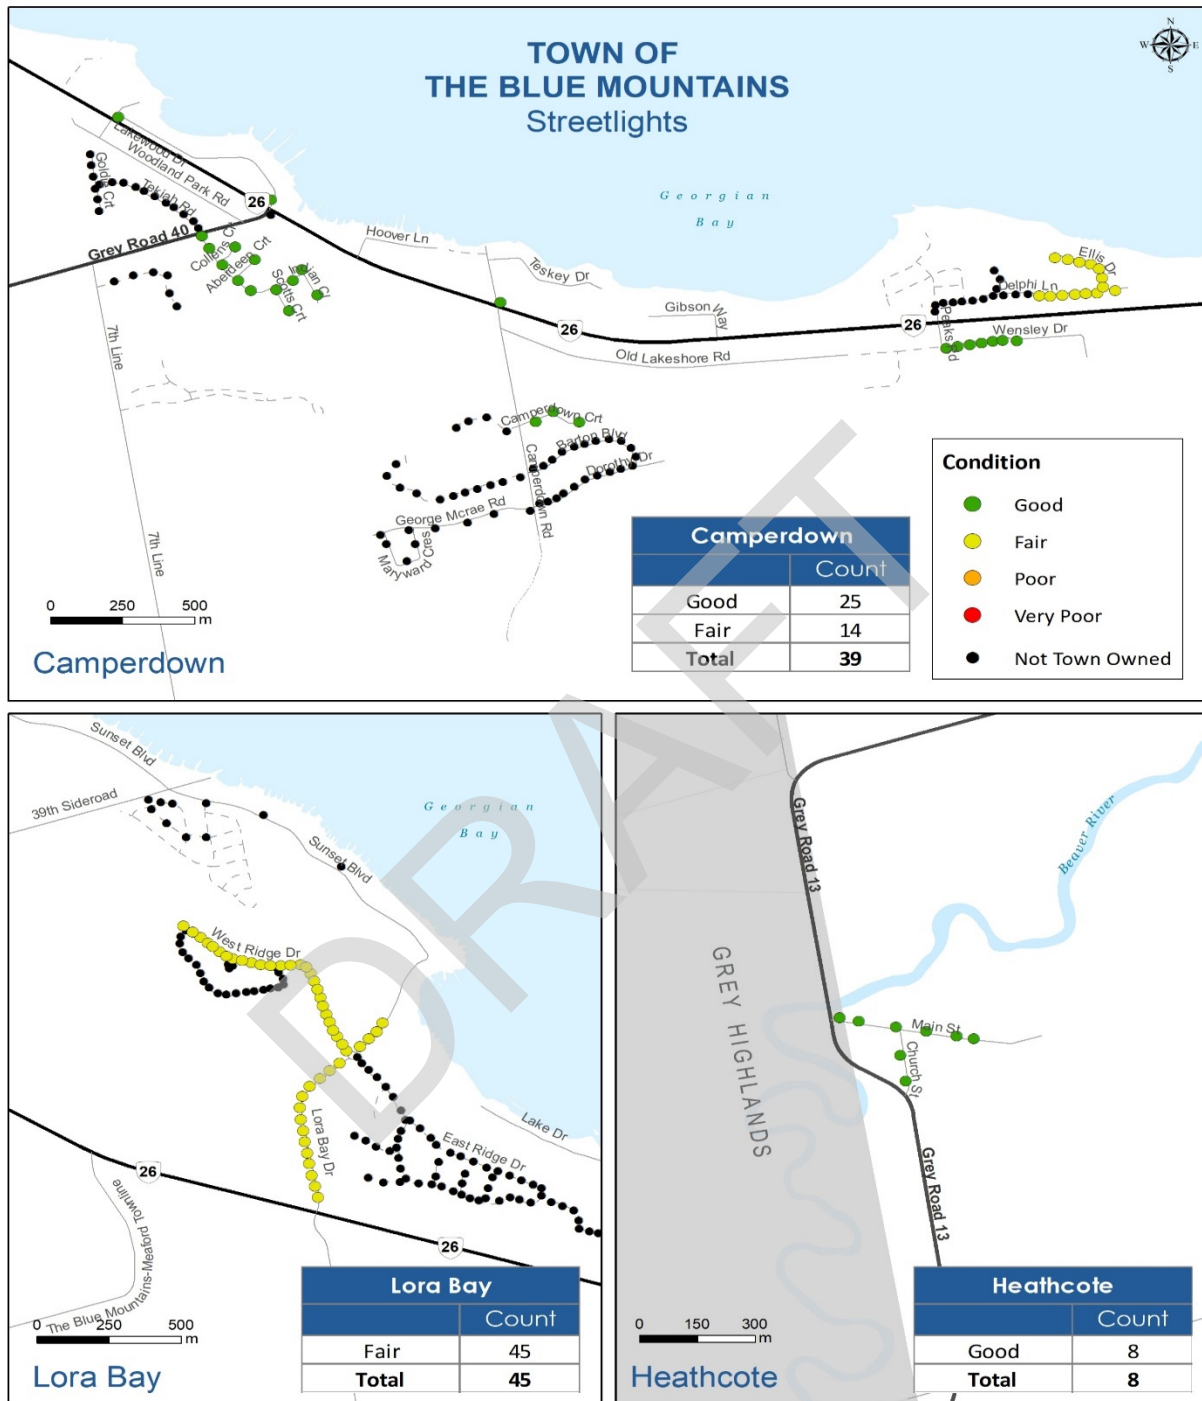 TOWN OF
THE BLUE MOUNTAINS
Streetlights
N
W E
S
Georgian
Bay
Lakewood Dr
Woodland Park Rd
Goldie Crt
Tekiah Rd
26
Grey Road 40
Collens Crt
Aberdeen Crt
Indian Ci
Scotts Crt
Hoover Ln
Teskey Dr
Gibson Way
26
Old Lakeshore Rd
26
Ellis Dr
Delphi Ln
Peaks Rd
Wensley Dr
7th Line
7th Line
Camperdown Crt
Barton Blvd
Dorothy Dr
Camperdown Rd
George Mcrae Rd
Maryward Cres
Condition
Good
Fair
Poor
Very Poor
Not Town Owned
Camperdown
Count
Good 25
Fair 14
Total 39
0 250 500
m
Camperdown
Sunset Blvd
39th Sideroad
Georgian
Bay
Sunset Blvd
West Ridge Dr
Lora Bay Dr
Lake Dr
East Ridge Dr
26
26
The Blue Mountains-Meaford Townline
0 250 500
m
Lora Bay
Lora Bay
Count
Fair 45
Total 45
Grey Road 13
Beaver River
GREY HIGHLANDS
Main St
Church St
Grey Road 13
0 150 300
m
Heathcote
Heathcote
Count
Good 8
Total 8
DRAFT